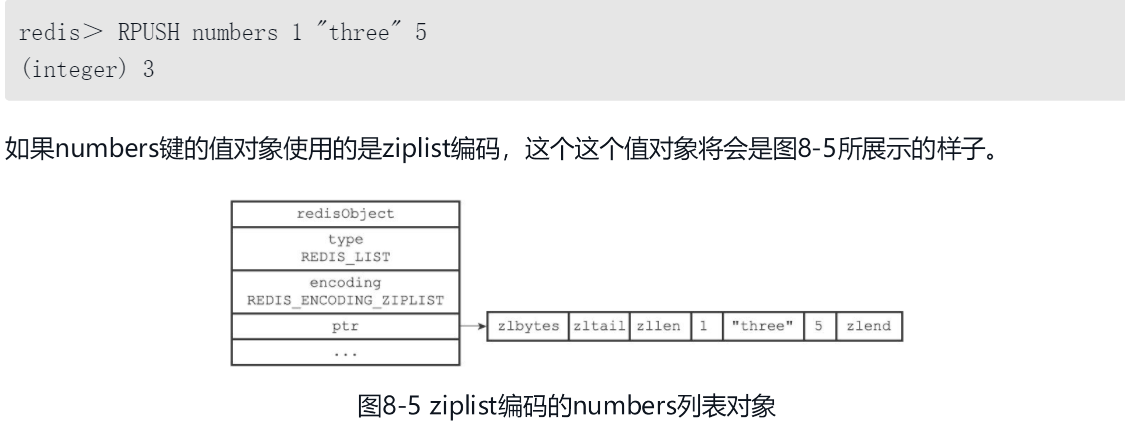 redis＞ RPUSH numbers 1 "three" 5
(integer) 3
如果numbers键的值对象使用的是ziplist编码，这个这个值对象将会是图8-5所展示的样子。
redisObject
type
REDIS_LIST
encoding
REDIS_ENCODING_ZIPLIST
ptr
...
zlbytes zltail zllen 1 "three" 5 zlend
图8-5 ziplist编码的numbers列表对象